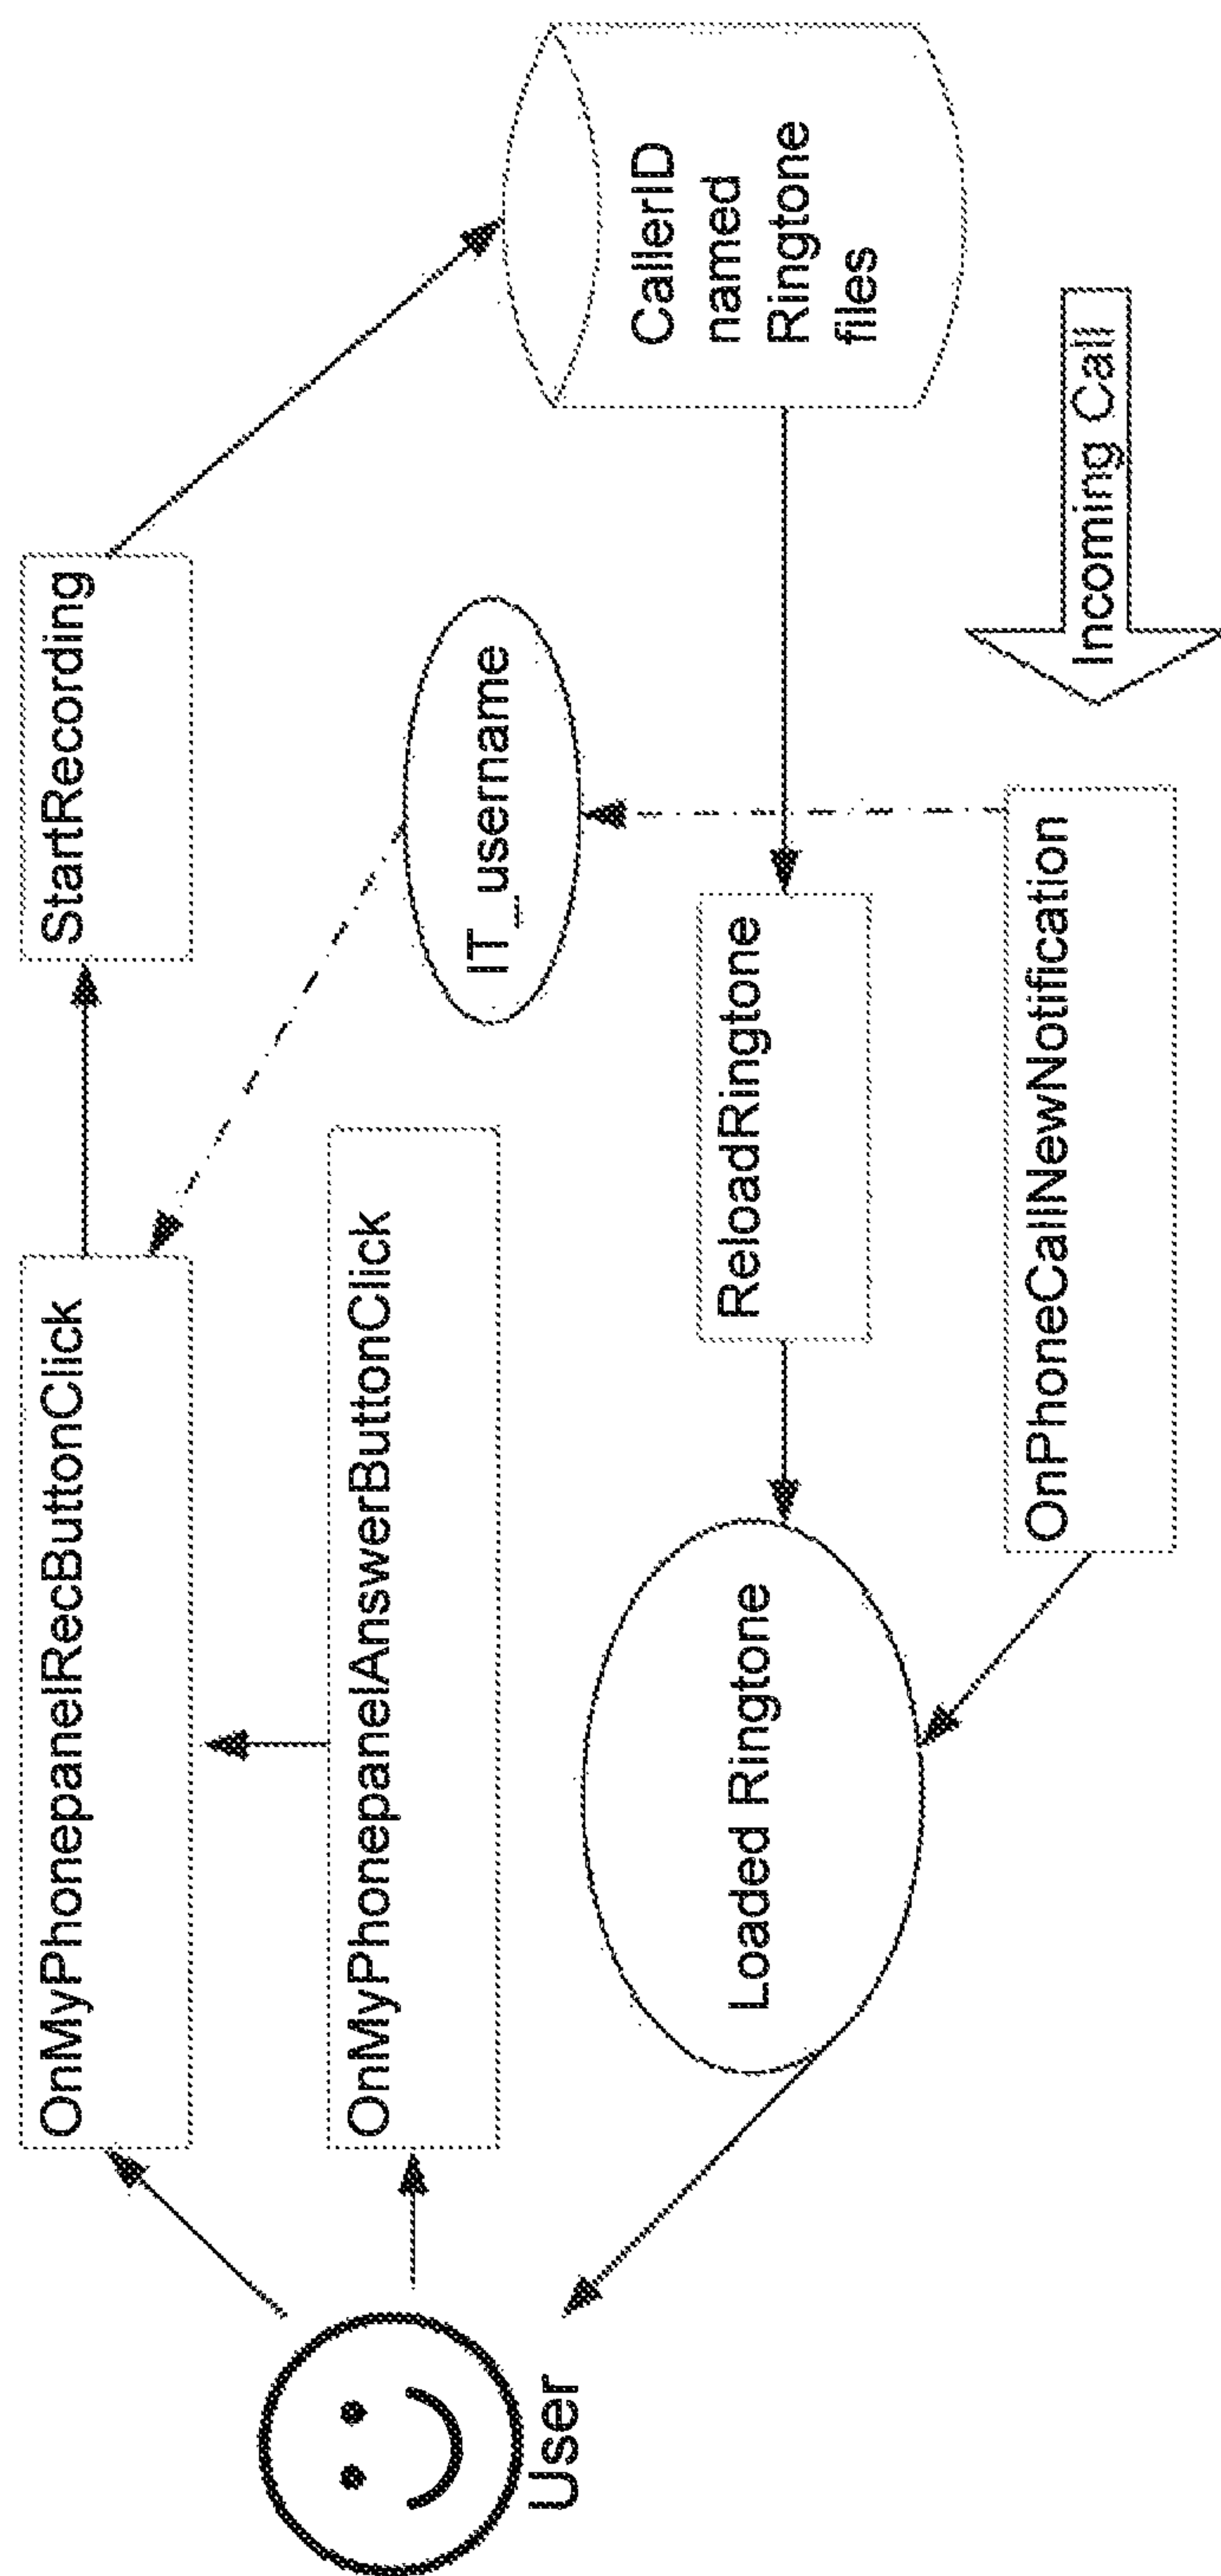 OnMyPhonepanelRecButtonClick
StartRecording
OnMyPhonepanelAnswerButtonClick
IT_username
User
CallerID
named
Ringtone
files
Loaded Ringtone
ReloadRingtone
OnPhoneCallNewNotification
Incoming Call